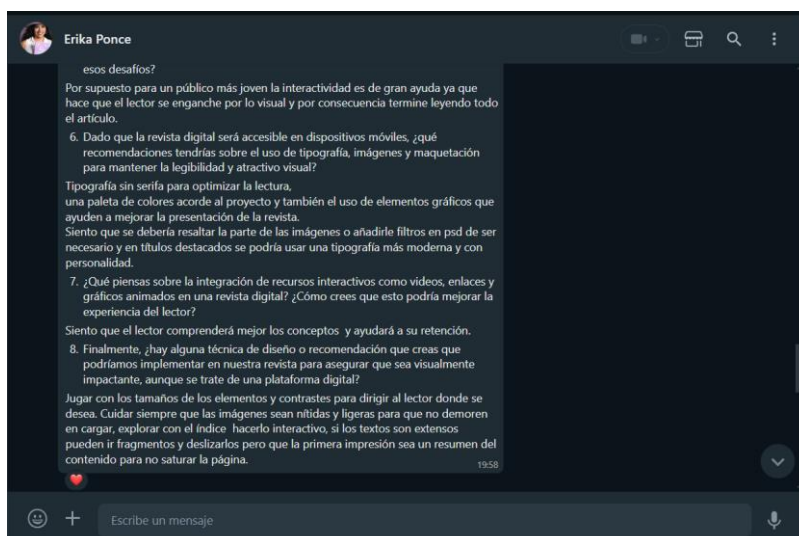 Erika Ponce
esos desafíos?
Por supuesto para un público más joven la interactividad es de gran ayuda ya que
hace que el lector se enganche por lo visual y por consecuencia termine leyendo todo
el artículo.
6. Dado que la revista digital será accesible en dispositivos móviles, ¿qué
recomendaciones tendrías sobre el uso de tipografía, imágenes y maquetación
para mantener la legibilidad y atractivo visual?
Tipografía sin serifa para optimizar la lectura,
una paleta de colores acorde al proyecto y también el uso de elementos gráficos que
ayuden a mejorar la presentación de la revista.
Siento que se debería resaltar la parte de las imágenes o añadirle filtros en psd de ser
necesario y en títulos destacados se podría usar una tipografía más moderna y con
personalidad.
7. ¿Qué piensas sobre la integración de recursos interactivos como videos, enlaces y
gráficos animados en una revista digital? ¿Cómo crees que esto podría mejorar la
experiencia del lector?
Siento que el lector comprenderá mejor los conceptos y ayudará a su retención.
8. Finalmente, ¿hay alguna técnica de diseño o recomendación que creas que
podríamos implementar en nuestra revista para asegurar que sea visualmente
impactante, aunque se trate de una plataforma digital?
Jugar con los tamaños de los elementos y contrastes para dirigir al lector donde se
desea. Cuidar siempre que las imágenes sean nítidas y ligeras para que no demoren
en cargar, explorar con el índice hacerlo interactivo, si los textos son extensos
pueden ir fragmentos y deslizarlos pero que la primera impresión sea un resumen del
contenido para no saturar la página.
19:58
Escribe un mensaje